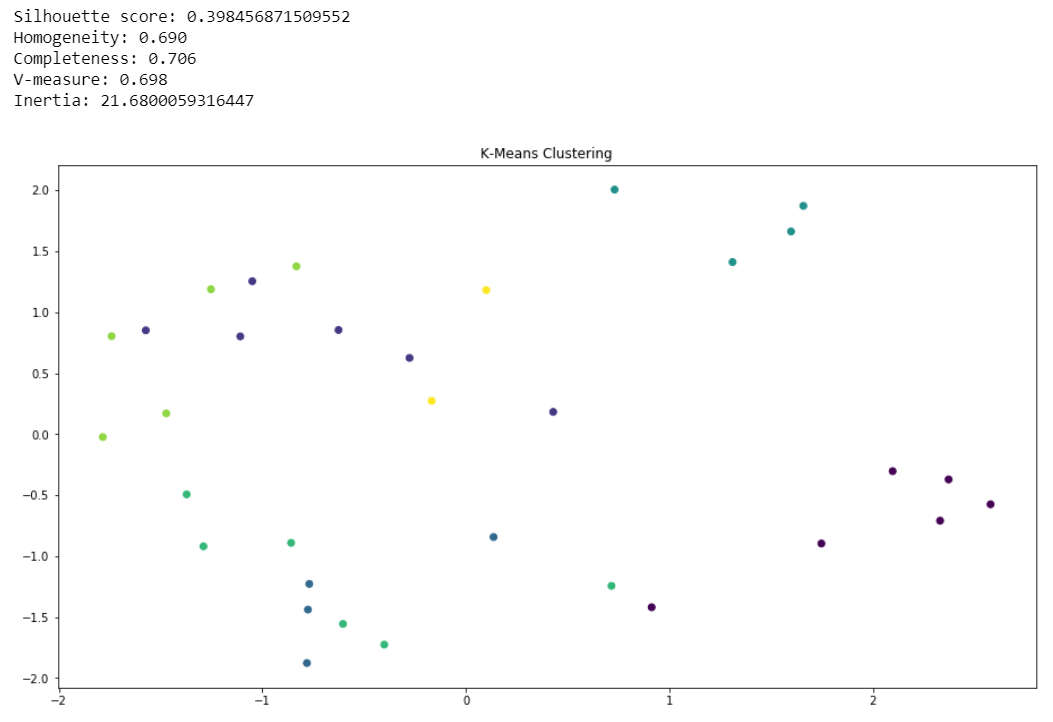 Silhouette score: 0.398456871509552
Homogeneity: 0.690
Completeness: 0.706
V-measure: 0.698
Inertia: 21.6800059316447
K-Means Clustering
2.0
1.5
1.0
0.5
0.0
−0.5
−1.0
−1.5
−2.0
−2 −1 0 1 2